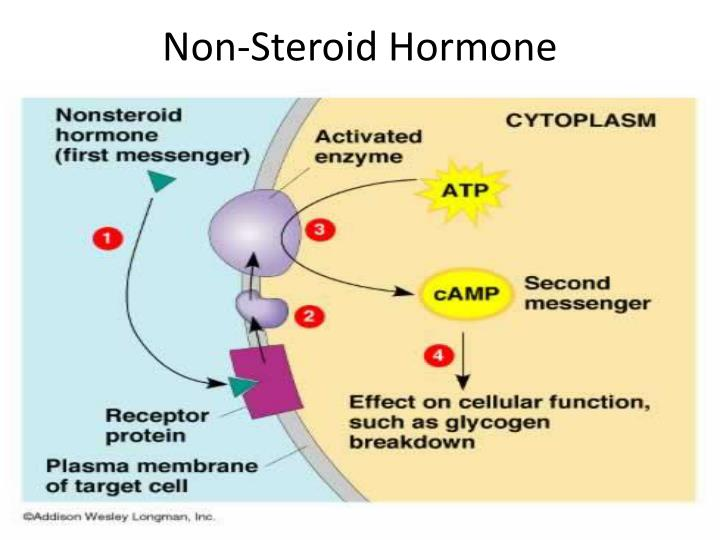 Non-Steroid Hormone
Nonsteroid
hormone
(first messenger)
Activated
enzyme
CYTOPLASM
ATP
1
3
cAMP
Second
messenger
2
4
Receptor
protein
Effect on cellular function,
such as glycogen
breakdown
Plasma membrane
of target cell
©Addison Wesley Longman, Inc.